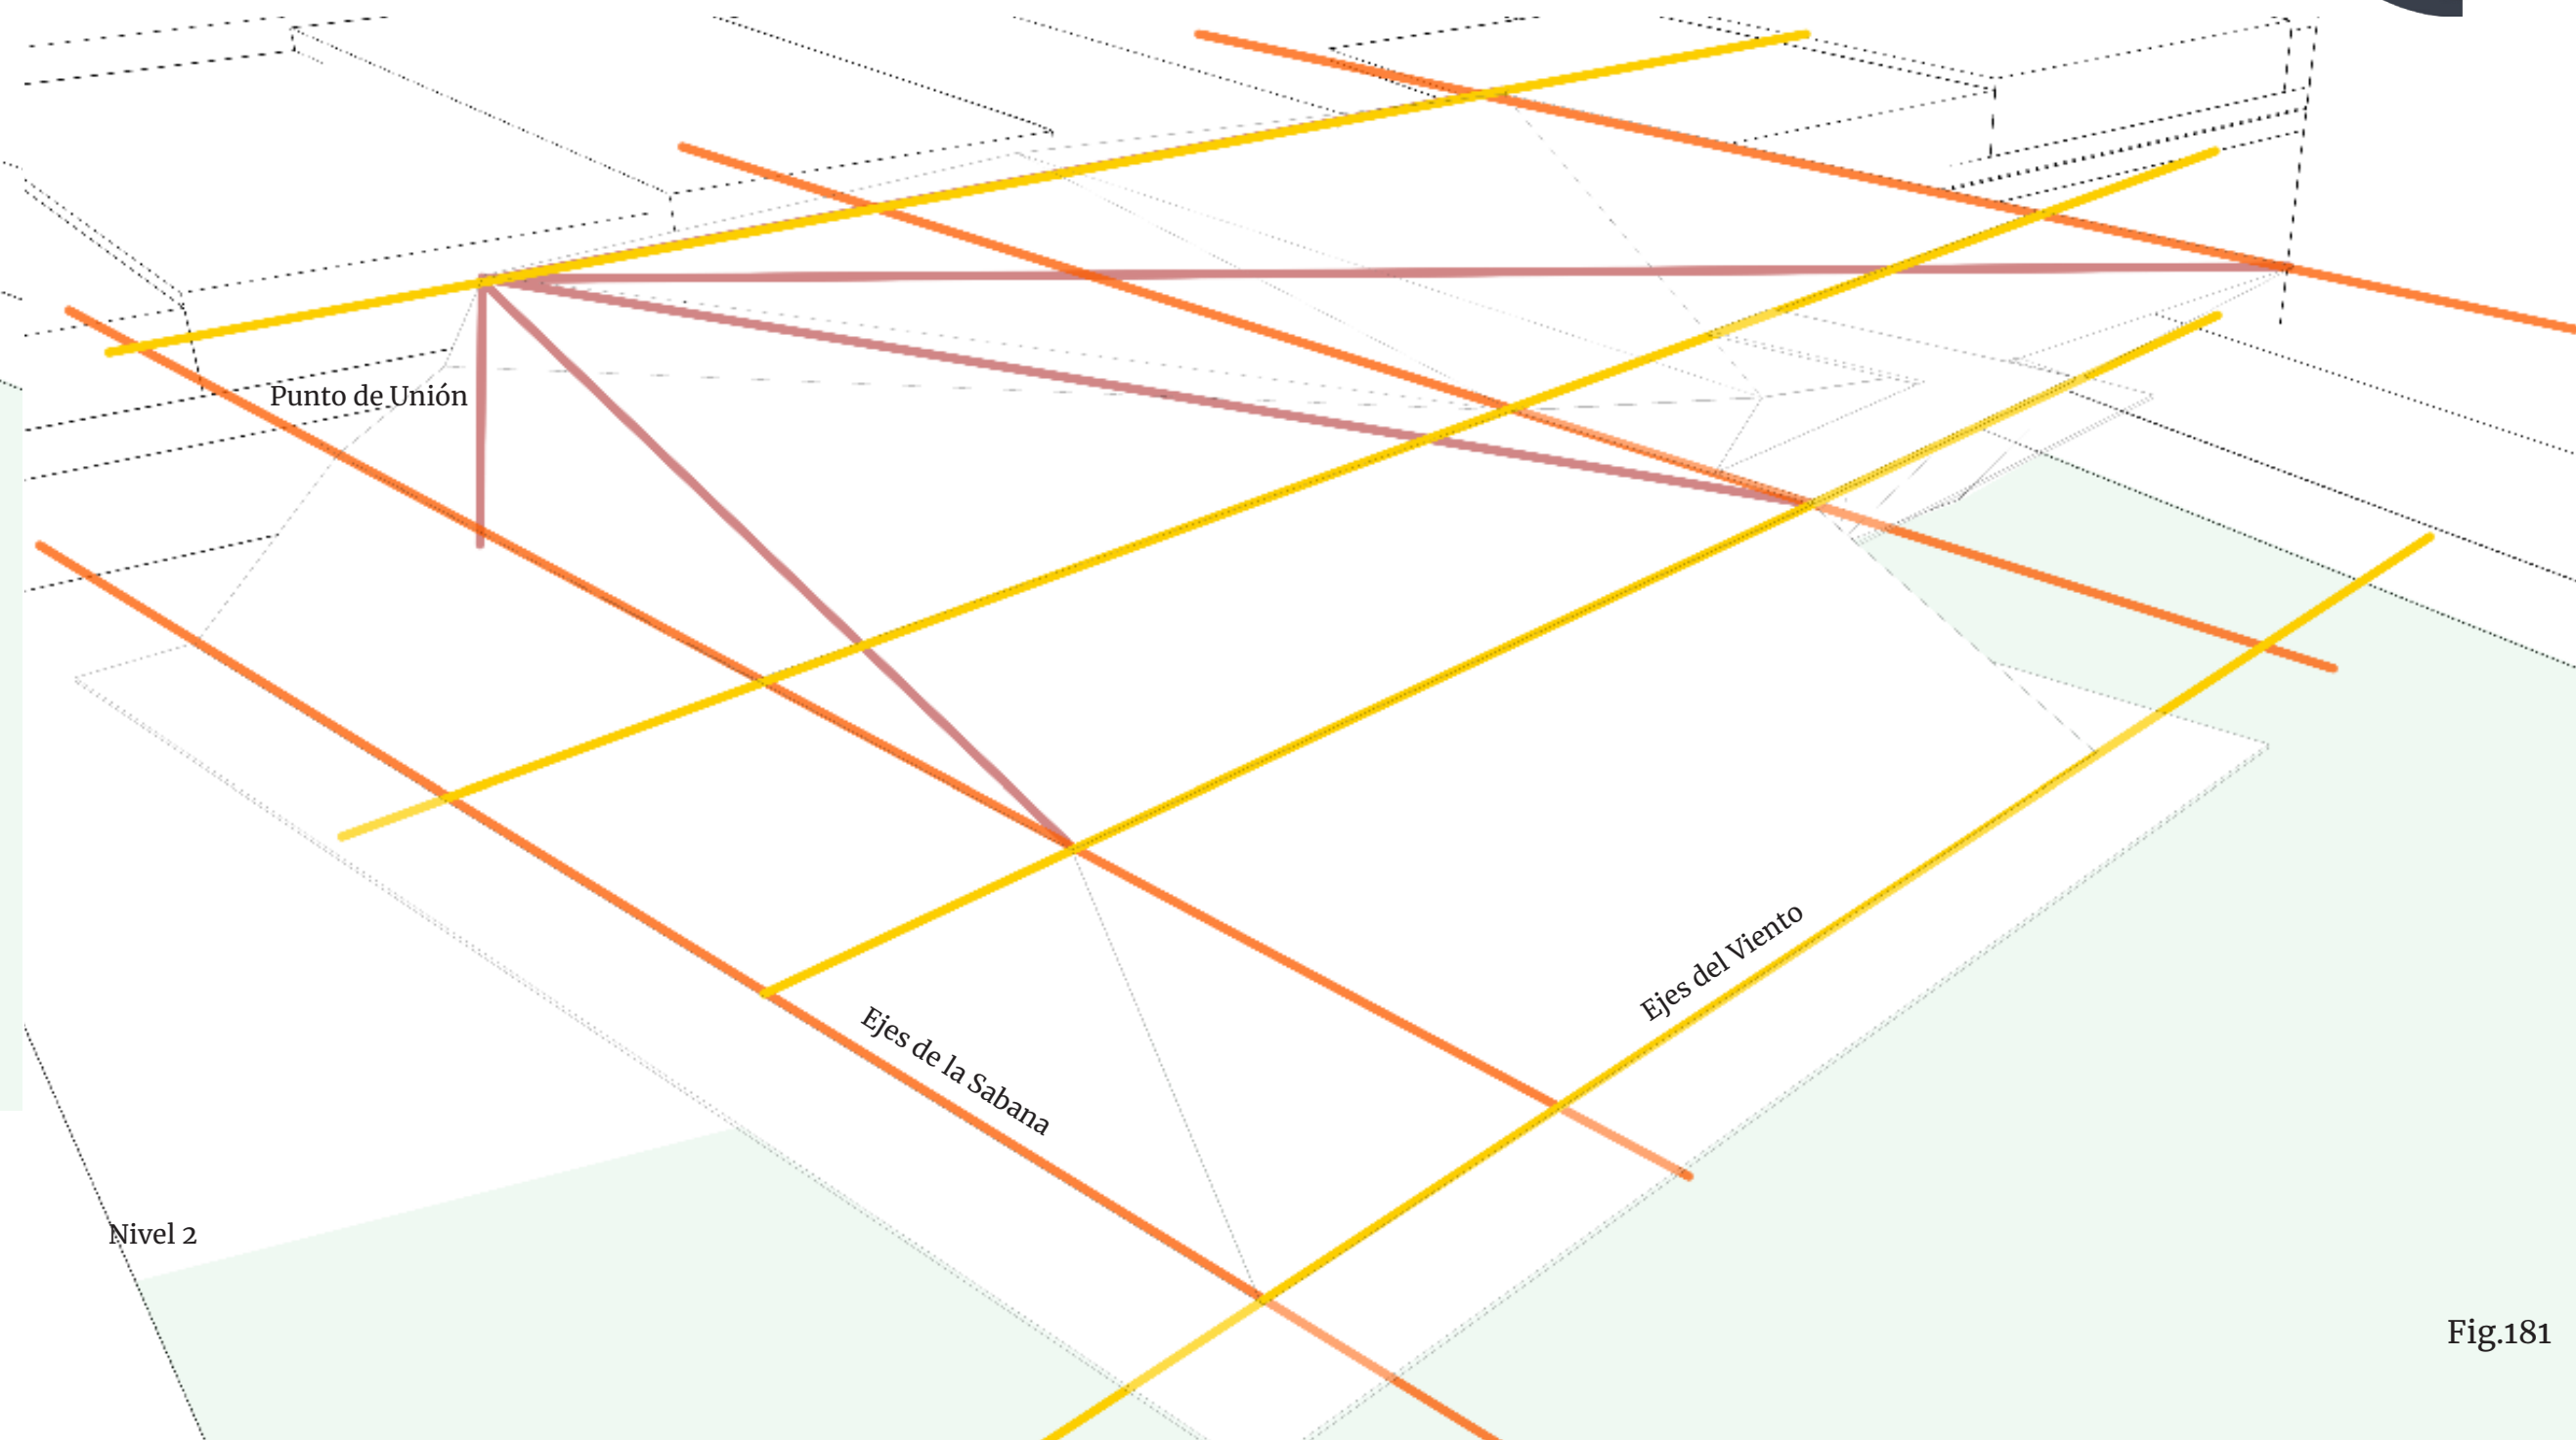 Punto de Unión
Ejes del Viento
Ejes de la Sabana
Nivel 2
Fig.181